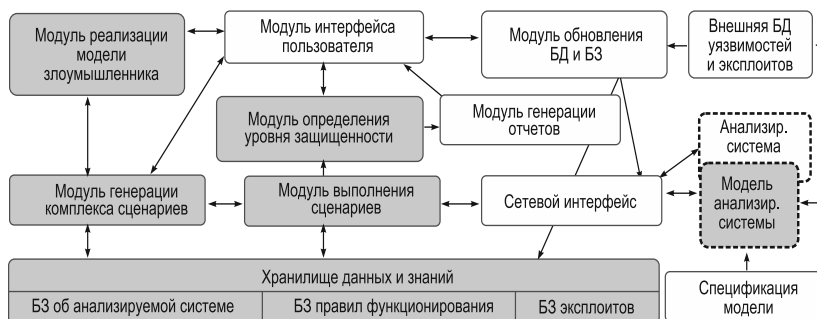 Модуль реализации
модели
злоумышленника
Модуль интерфейса
пользователя
Модуль обновления
БД и БЗ
Внешняя БД
уязвимостей
и эксплоитов
Модуль определения
уровня защищенности
Модуль генерации
отчетов
Анализир.
система
Модуль генерации
комплекса сценариев
Модуль выполнения
сценариев
Сетевой интерфейс
Модель
анализир.
системы
Хранилище данных и знаний
БЗ об анализируемой системе
БЗ правил функционирования
БЗ эксплоитов
Спецификация
модели